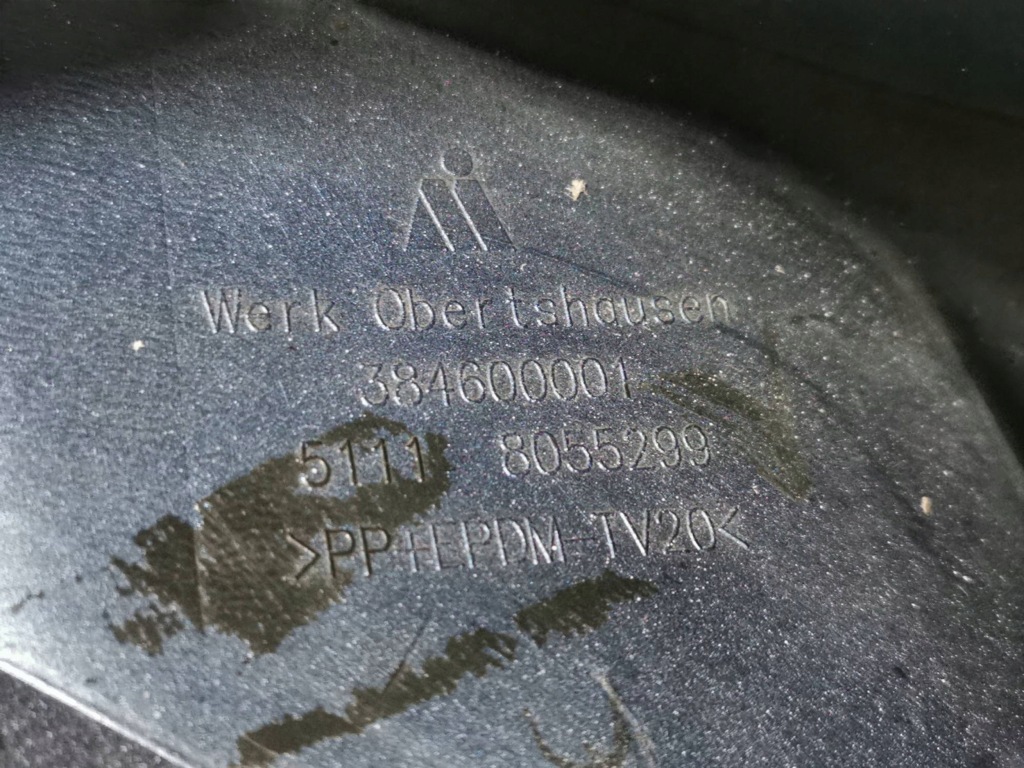 Werk Obertshausen
384600001
5111 8055299
>PP+EPDM-TV20<